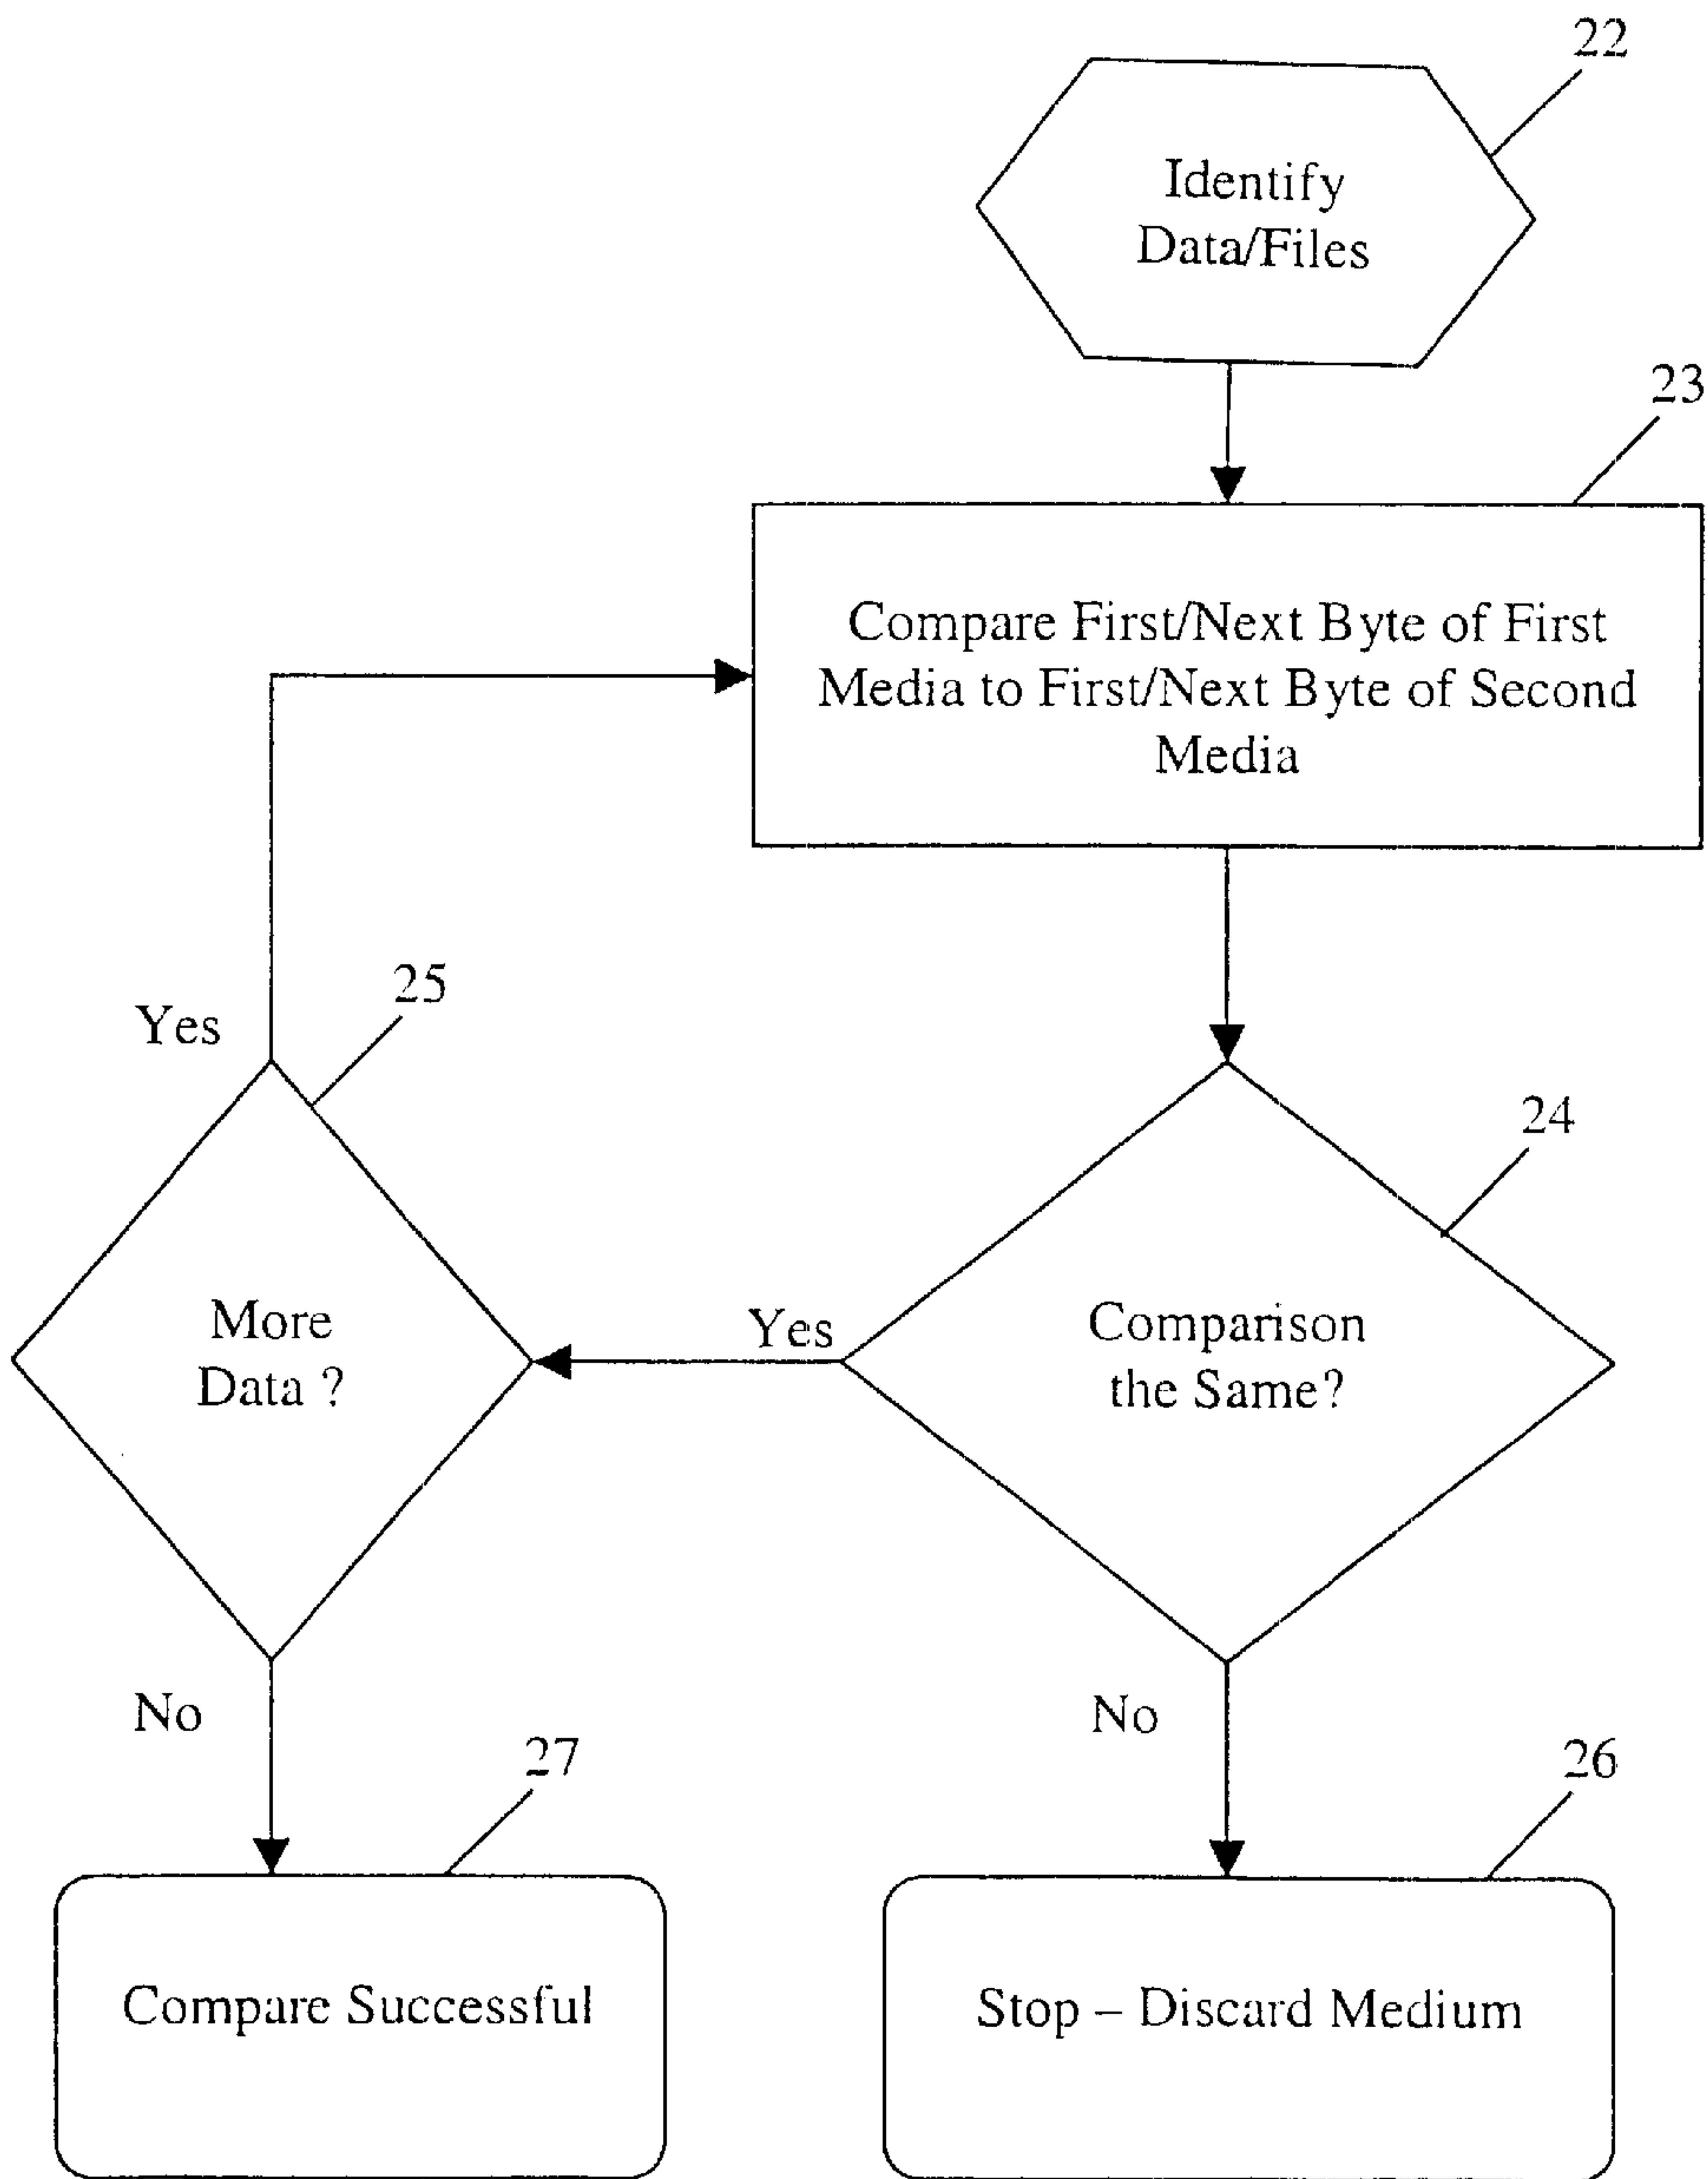 22
Identify
Data/Files
23
Compare First/Next Byte of First
Media to First/Next Byte of Second
Media
25
Yes
24
More
Data ?
Yes
Comparison
the Same?
No
No
27
26
Compare Successful
Stop – Discard Medium